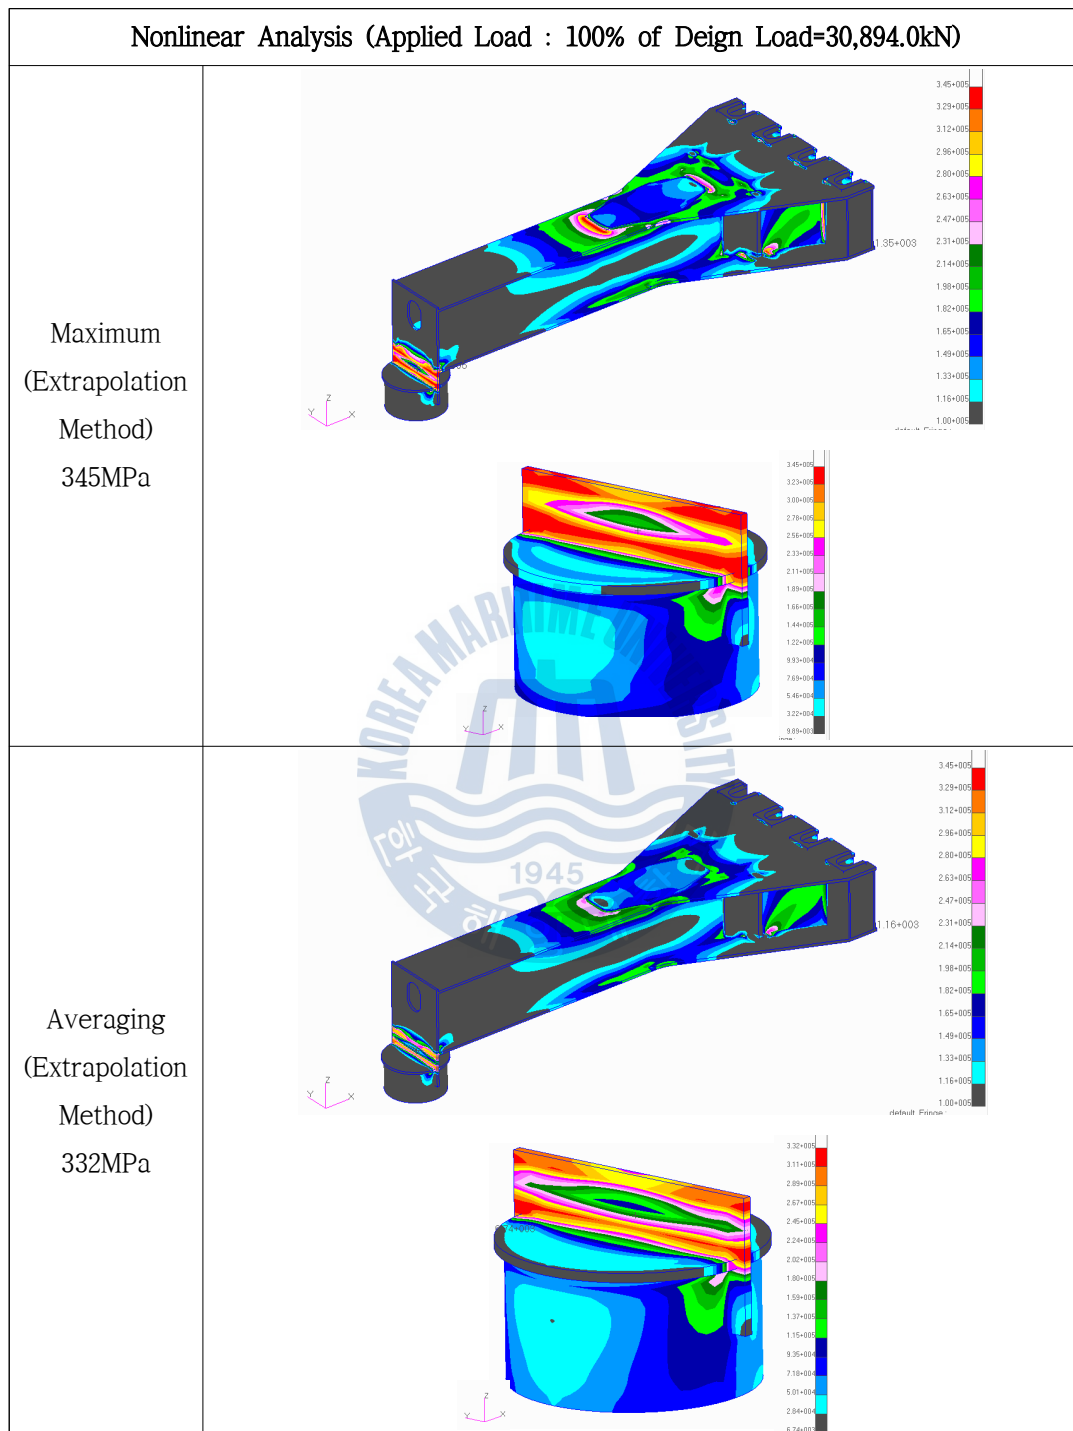 Nonlinear Analysis (Applied Load : 100% of Deign Load=30,894.0kN)
Maximum
(Extrapolation
Method)
345MPa
3.45+005
3.29+005
3.12+005
2.96+005
2.80+005
2.63+005
2.47+005
2.31+005
2.14+005
1.98+005
1.82+005
1.65+005
1.49+005
1.33+005
1.16+005
1.00+005
1.35+003
Z
Y
X
3.45+005
3.23+005
3.00+005
2.78+005
2.56+005
2.33+005
2.11+005
1.89+005
1.66+005
1.44+005
1.22+005
9.93+004
7.69+004
5.46+004
3.22+004
9.89+003
Z
Y
X
KOREA MARITIME
1945
Averaging
(Extrapolation
Method)
332MPa
3.45+005
3.29+005
3.12+005
2.96+005
2.80+005
2.63+005
2.47+005
2.31+005
2.14+005
1.98+005
1.82+005
1.65+005
1.49+005
1.33+005
1.16+005
1.00+005
1.16+003
default_Fringe :
Z
Y
X
3.32+005
3.11+005
2.89+005
2.67+005
2.45+005
2.24+005
2.02+005
1.80+005
1.59+005
1.37+005
1.15+005
9.35+004
7.18+004
5.01+004
2.84+004
6.74+003
Z
Y
X